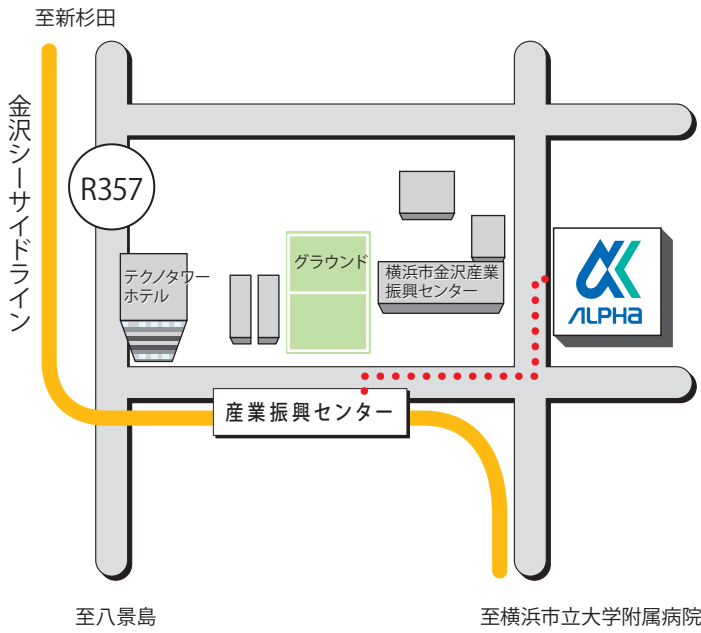 至新杉田
金沢シーサイドライン
R357
テクノタワー
ホテル
グラウンド
横浜市金沢産業
振興センター
ALPHa
産業振興センター
至八景島
至横浜市立大学附属病院